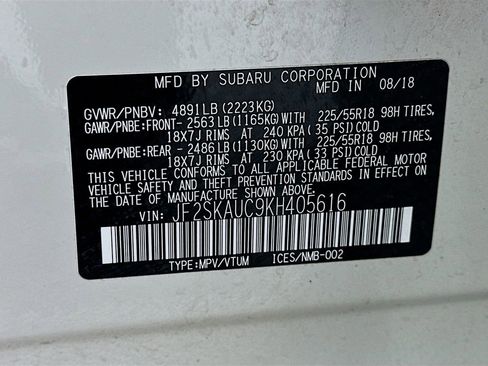 MFD BY SUBARU CORPORATION
MFD IN 08/18
GVWR/PNBV: 4891LB (2223KG)
GAWR/PNBE:FRONT-2563LB(1165KG)WITH 225/55R18 98H TIRES,
18X7J RIMS AT 240 KPA(35 PSI)COLD
GAWR/PNBE:REAR -2486LB(1130KG)WITH 225/55R18 98H TIRES,
18X7J RIMS AT 230 KPA(33 PSI)COLD
THIS VEHICLE CONFORMS TO ALL APPLICABLE FEDERAL MOTOR
VEHICLE SAFETY AND THEFT PREVENTION STANDARDS IN EFFECT ON
THE DATE OF MANUFACTURE SHOWN ABOVE.
VIN: JF2SKAUC9KH405616
TYPE:MPV/VTUM ICES/NMB-002